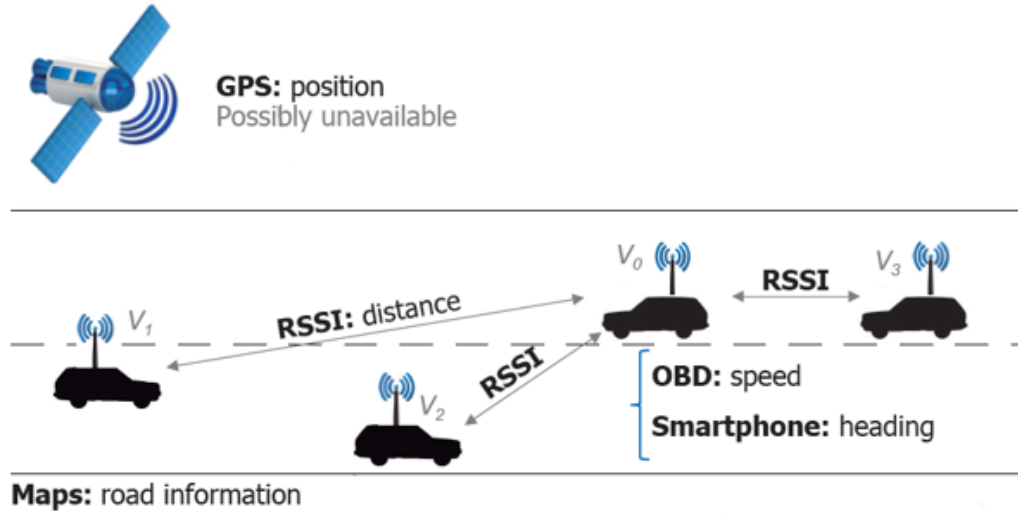 GPS: position
Possibly unavailable
V0
V3
RSSI
RSSI: distance
V1
RSSI
V2
OBD: speed
Smartphone: heading
Maps: road information